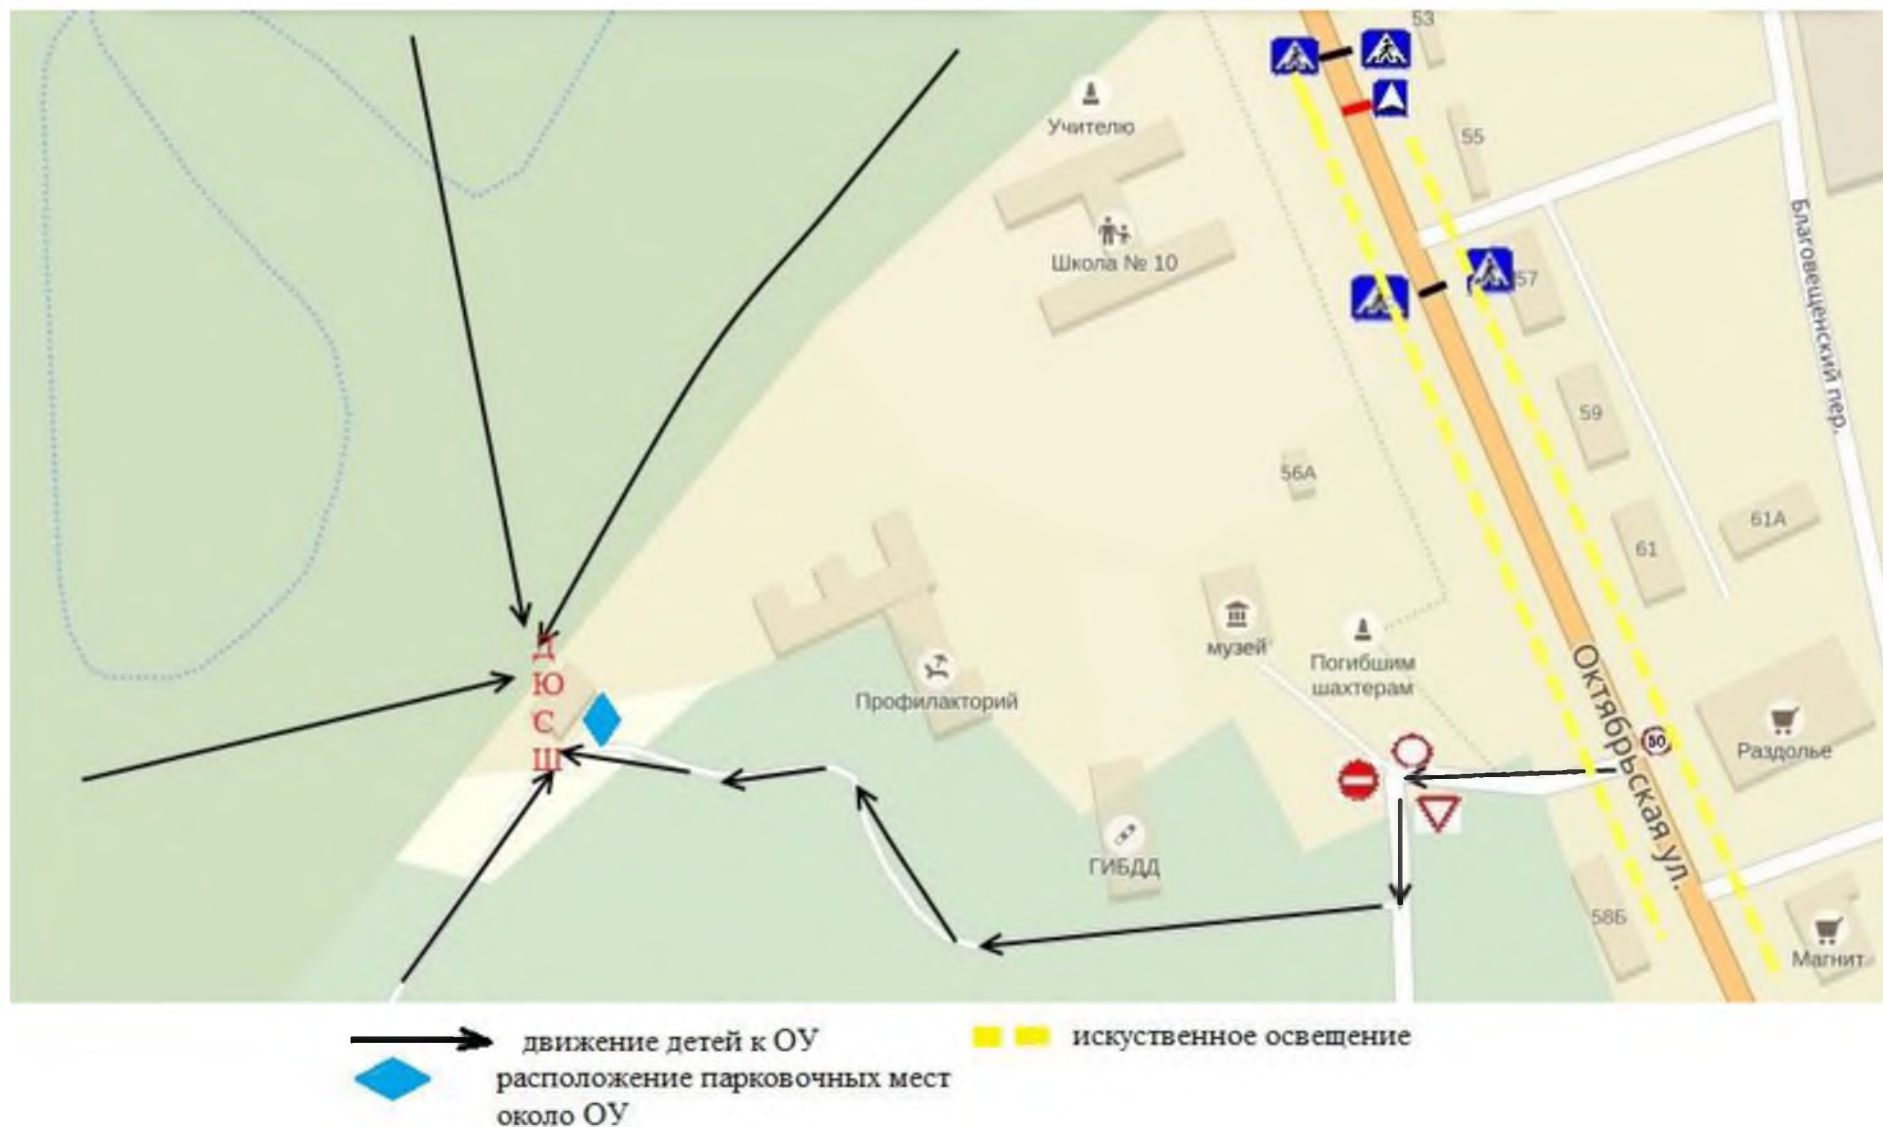 53
Учителю
55
Школа № 10
57
Благовещенский пер.
59
56А
61А
61
музей
Погибшим
шахтерам
Д
Ю
С
Ш
Профилакторий
Октябрьская ул.
50
Раздолье
ГИБДД
58Б
Магнит
движение детей к ОУ
искуственное освещение
расположение парковочных мест
около ОУ